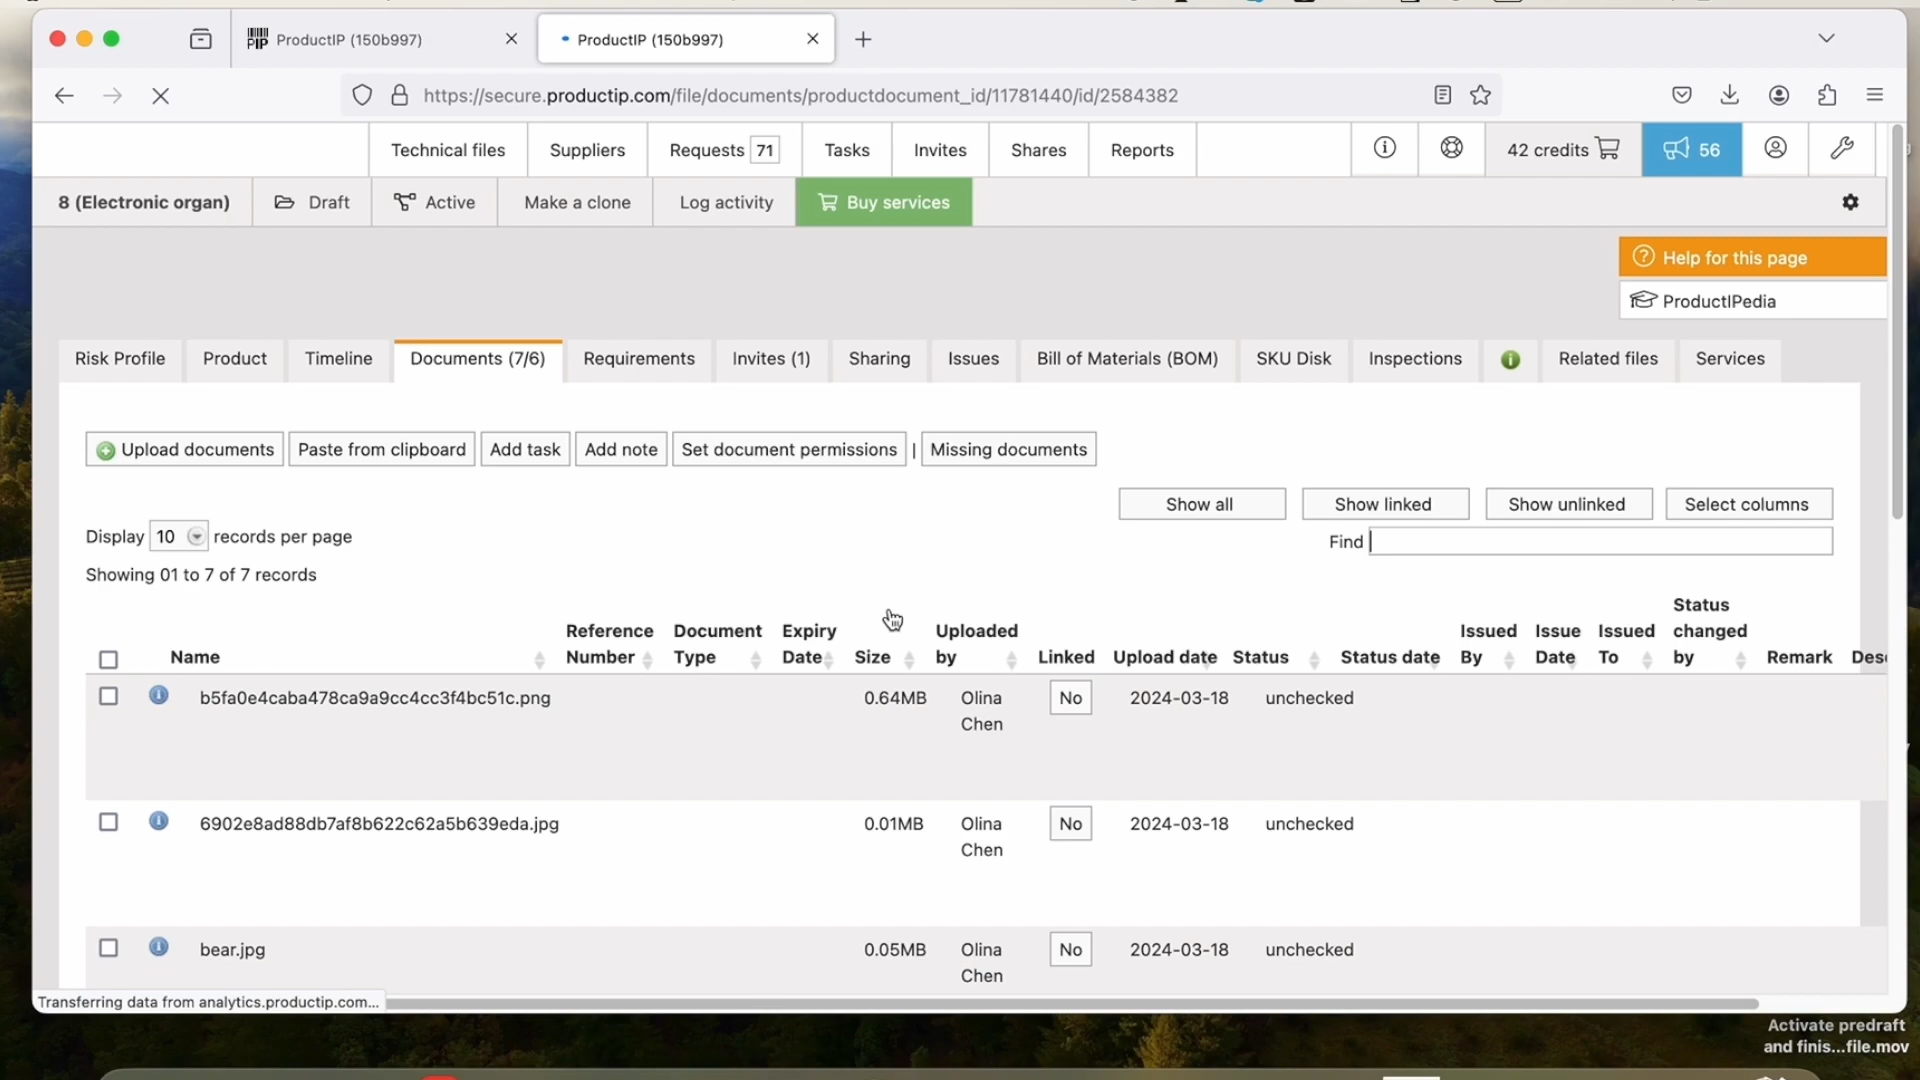 PIP ProductIP (150b997)
ProductIP (150b997)
https://secure.productip.com/file/documents/productdocument_id/11781440/id/2584382
Technical files Suppliers Requests 71 Tasks Invites Shares Reports 42 credits 56
8 (Electronic organ) Draft Active Make a clone Log activity Buy services
Help for this page
ProductIPedia
Risk Profile Product Timeline Documents (7/6) Requirements Invites (1) Sharing Issues Bill of Materials (BOM) SKU Disk Inspections Related files Services
Upload documents Paste from clipboard Add task Add note Set document permissions | Missing documents
Show all Show linked Show unlinked Select columns
Display 10 records per page
Find
Showing 01 to 7 of 7 records
Name Reference Number Document Type Expiry Date Size Uploaded by Linked Upload date Status Status date Issued By Issue Date Issued To Status changed by Remark Des
b5fa0e4caba478ca9a9cc4cc3f4bc51c.png 0.64MB Olina No 2024-03-18 unchecked
Chen
6902e8ad88db7af8b622c62a5b639eda.jpg 0.01MB Olina No 2024-03-18 unchecked
Chen
bear.jpg 0.05MB Olina No 2024-03-18 unchecked
Chen
Transferring data from analytics.productip.com...
Activate predraft
and finis...file.mov